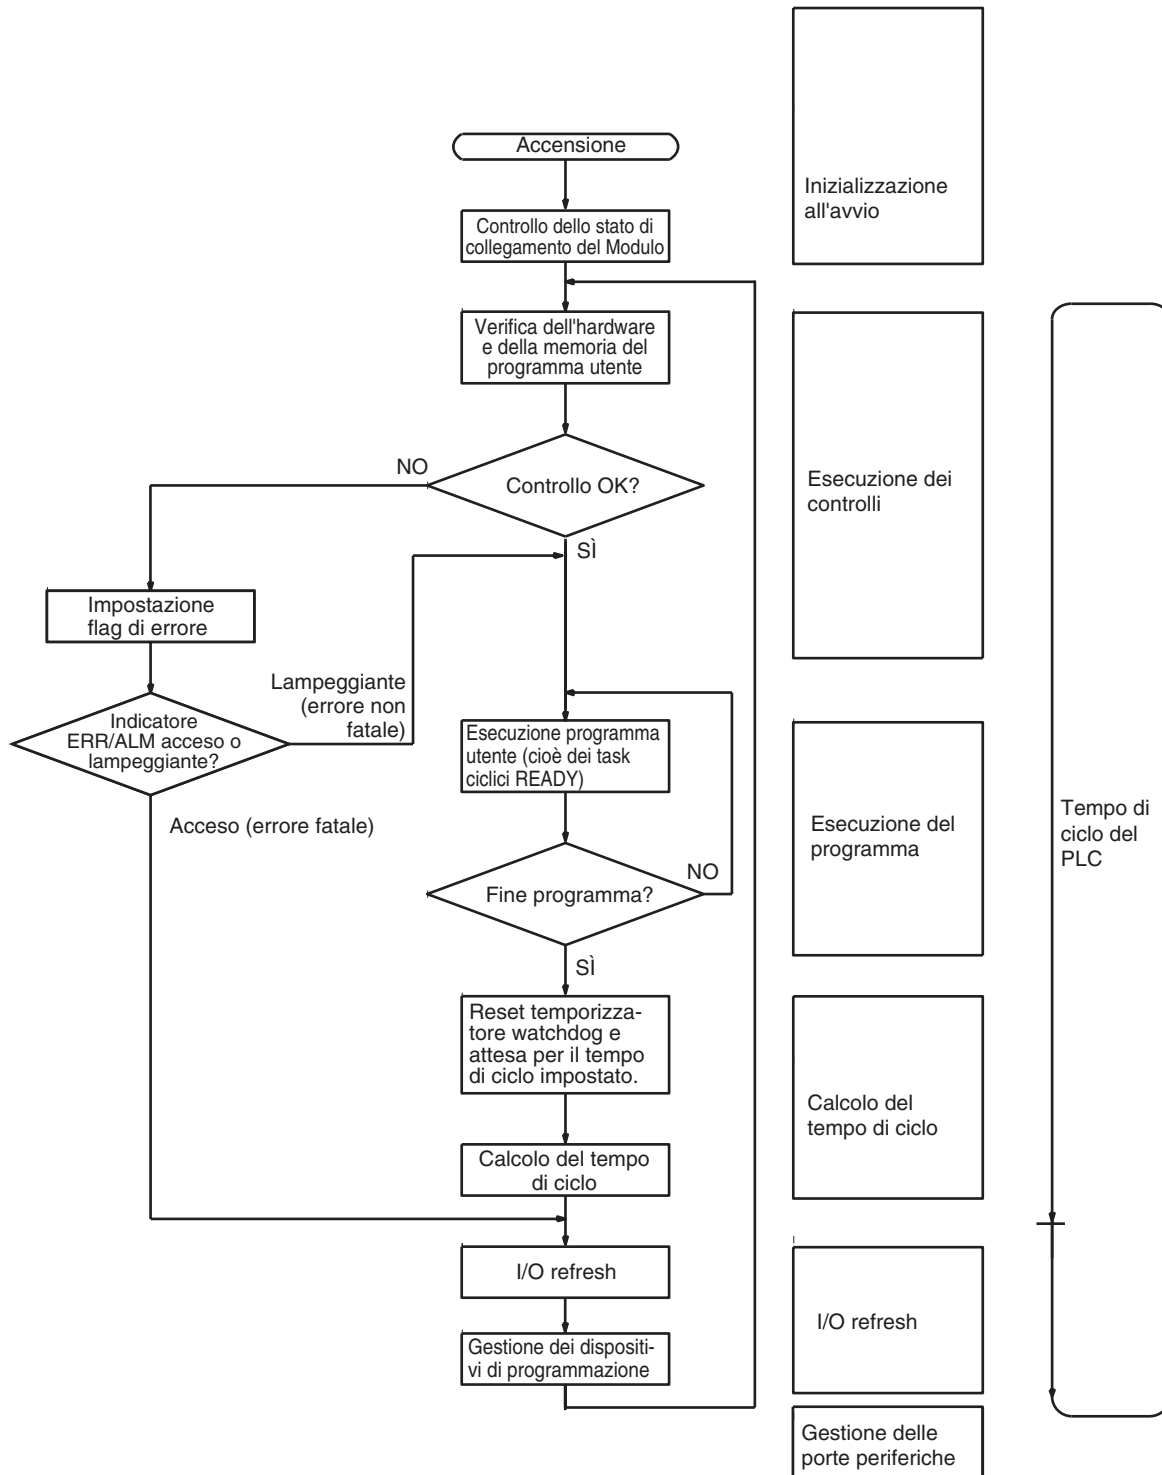 Accensione
Controllo dello stato di
collegamento del Modulo
Verifica dell'hardware
e della memoria del
programma utente
NO
Controllo OK?
SÌ
Impostazione
flag di errore
Lampeggiante
(errore non
fatale)
Indicatore
ERR/ALM acceso o
lampeggiante?
Acceso (errore fatale)
Esecuzione programma
utente (cioè dei task
ciclici READY)
Fine programma?
NO
SÌ
Reset temporizza-
tore watchdog e
attesa per il tempo
di ciclo impostato.
Calcolo del tempo
di ciclo
I/O refresh
Gestione dei dispositi-
vi di programmazione
Inizializzazione
all'avvio
Esecuzione dei
controlli
Esecuzione del
programma
Calcolo del
tempo di ciclo
I/O refresh
Gestione delle
porte periferiche
Tempo di
ciclo del
PLC